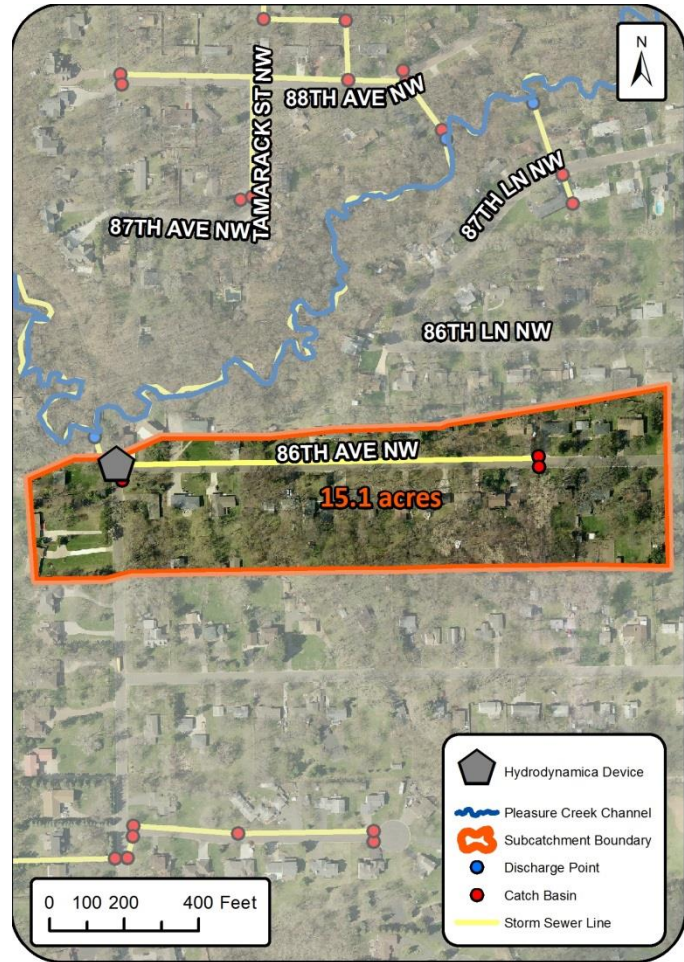 N
88TH AVE NW
TAMARACK ST NW
87TH AVE NW
87TH LN NW
86TH LN NW
86TH AVE NW
15.1 acres
Hydrodynamica Device
Pleasure Creek Channel
Subcatchment Boundary
Discharge Point
Catch Basin
Storm Sewer Line
0 100 200 400 Feet